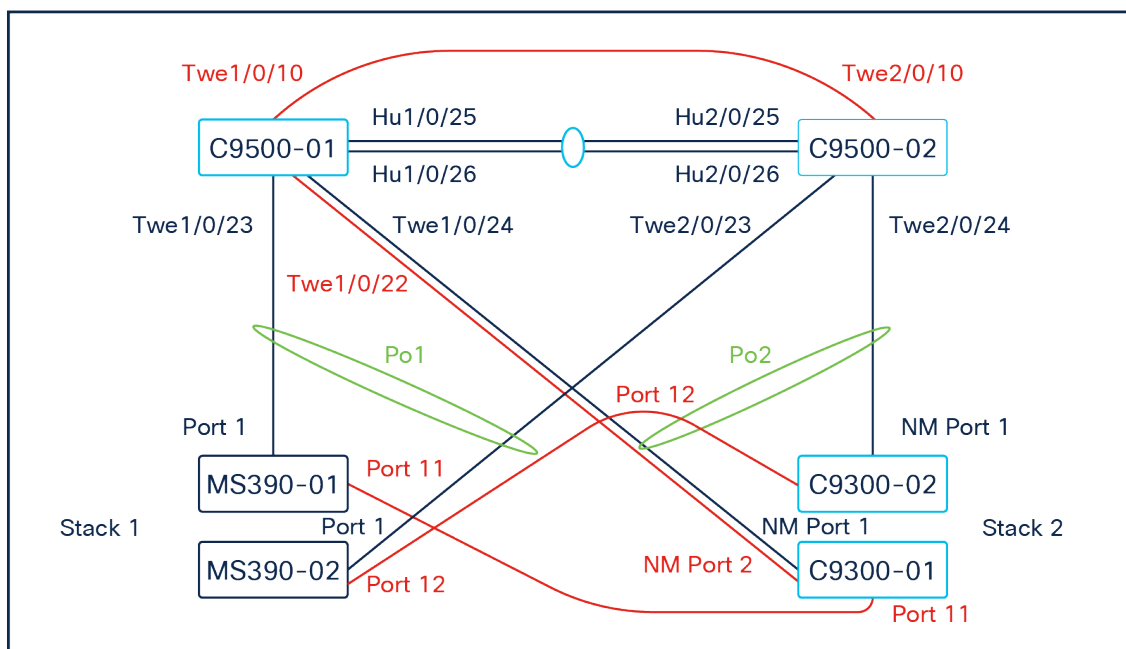 Twe1/0/10
Twe2/0/10
Hu1/0/25
Hu2/0/25
C9500-01
C9500-02
Hu1/0/26
Hu2/0/26
Twe1/0/23
Twe1/0/24
Twe2/0/23
Twe2/0/24
Twe1/0/22
Po1
Po2
Port 12
Port 1
NM Port 1
Port 11
MS390-01
C9300-02
Stack 1
Port 1
NM Port 1
Stack 2
MS390-02
NM Port 2
C9300-01
Port 12
Port 11